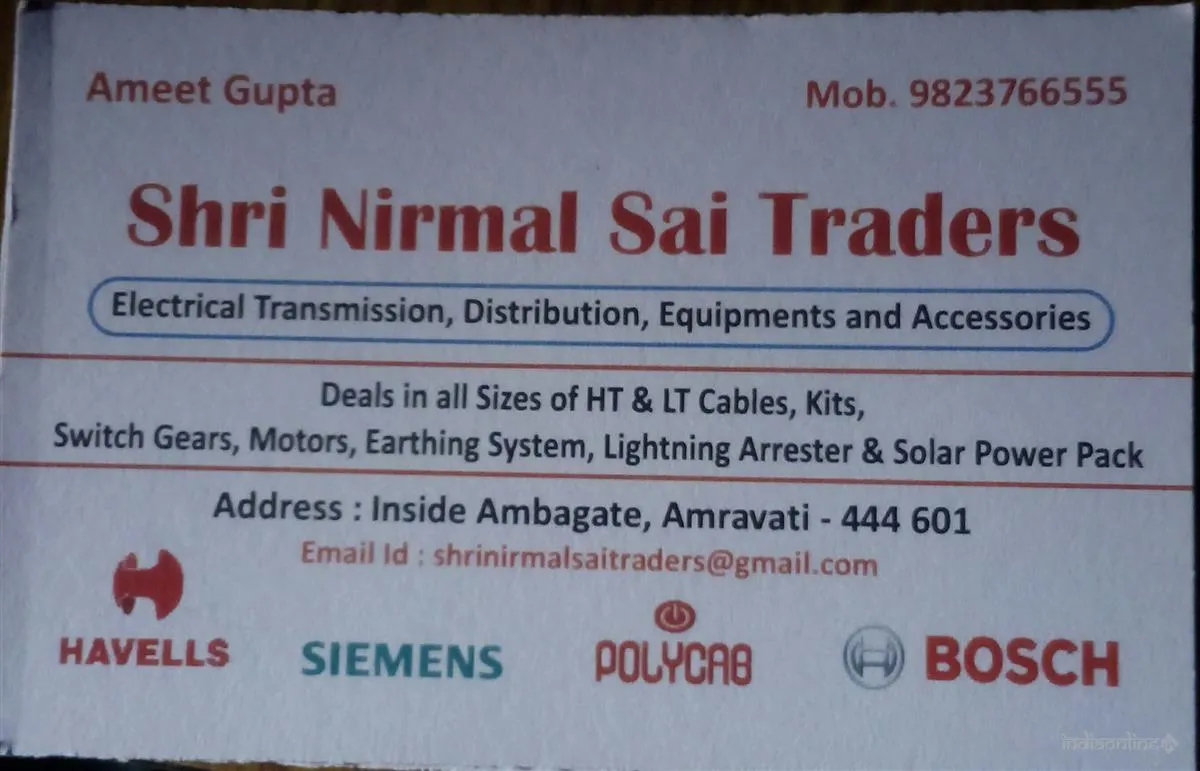 Ameet Gupta
Mob. 9823766555
Shri Nirmal Sai Traders
Electrical Transmission, Distribution, Equipments and Accessories
Deals in all Sizes of HT & LT Cables, Kits,
Switch Gears, Motors, Earthing System, Lightning Arrester & Solar Power Pack
Address : Inside Ambagate, Amravati - 444 601
Email Id : shrinirmalsaitraders@gmail.com
HAVELLS
SIEMENS
POLYCAB
BOSCH
indiaonline